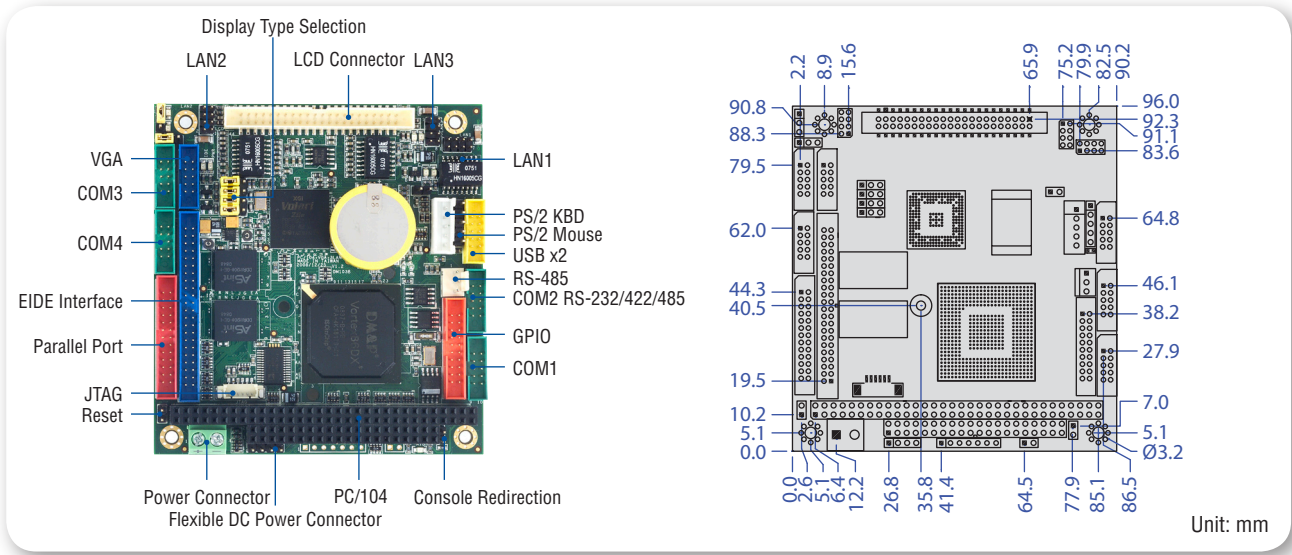 Display Type Selection
LAN2
LCD Connector
LAN3
VGA
COM3
COM4
EIDE Interface
Parallel Port
JTAG
Reset
LAN1
PS/2 KBD
PS/2 Mouse
USB x2
RS-485
COM2 RS-232/422/485
GPIO
COM1
Power Connector
Flexible DC Power Connector
PC/104
Console Redirection
2.2
8.9
15.6
65.9
75.2
79.9
82.5
90.2
90.8
88.3
79.5
62.0
44.3
40.5
19.5
10.2
5.1
0.0
96.0
92.3
91.1
83.6
64.8
46.1
38.2
27.9
7.0
5.1
Ø3.2
0.0
2.6
5.1
6.4
12.2
26.8
35.8
41.4
64.5
77.9
85.1
86.5
Unit: mm